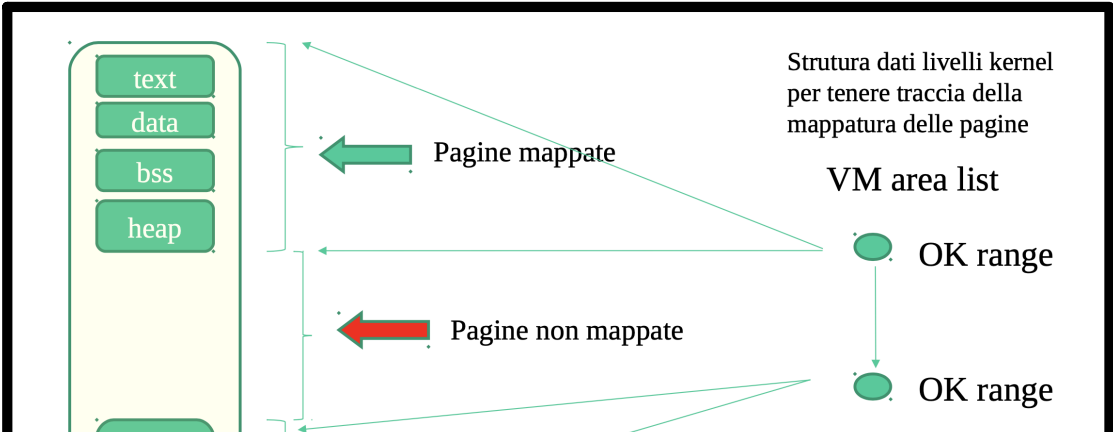 text
data
bss
heap
Pagine mappate
Pagine non mappate
Strutura dati livelli kernel
per tenere traccia della
mappatura delle pagine
VM area list
OK range
OK range